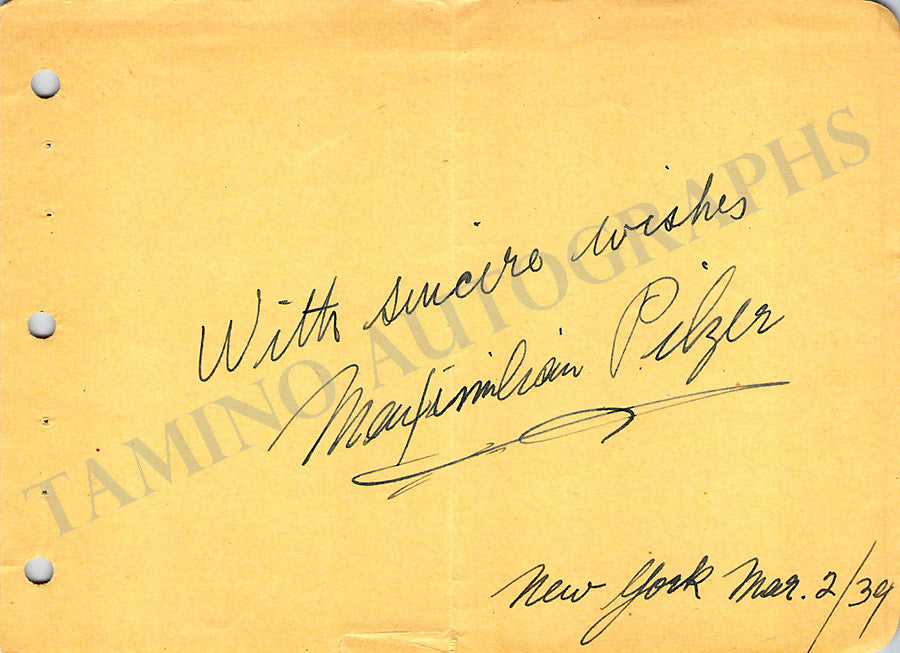 With sincere wishes
Maximilian Pilzer
New York Mar. 2/39
TAMINO AUTOGRAPHS